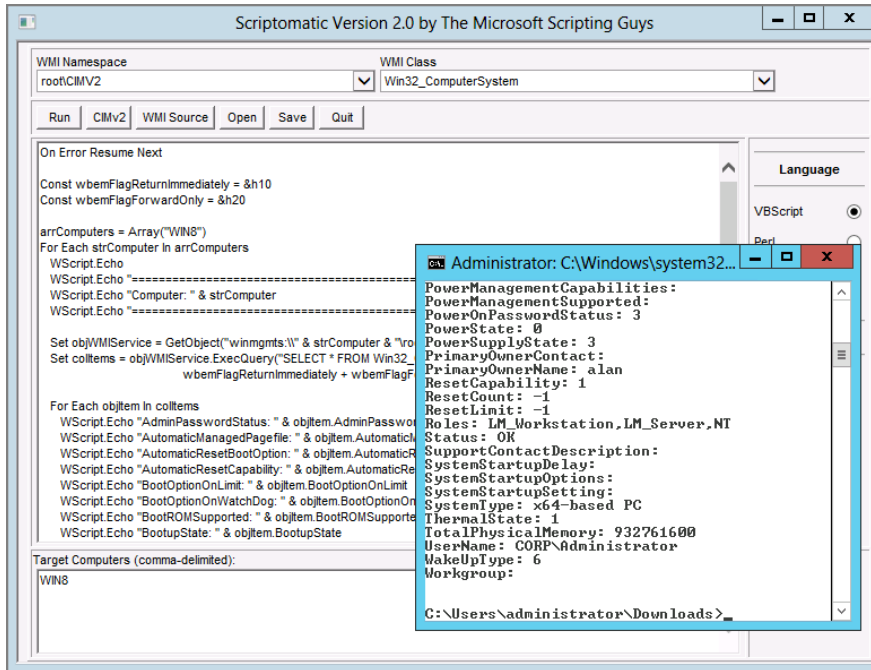 Scriptomatic Version 2.0 by The Microsoft Scripting Guys
WMI Namespace
WMI Class
root\CIMV2
Win32_ComputerSystem
Run CIMv2 WMI Source Open Save Quit
On Error Resume Next
Const wbemFlagReturnImmediately = &h10
Const wbemFlagForwardOnly = &h20
arrComputers = Array("WIN8")
For Each strComputer In arrComputers
WScript.Echo
WScript.Echo "==========================================
WScript.Echo "Computer: " & strComputer
WScript.Echo "==========================================
Set objWMIService = GetObject("winmgmts:\\" & strComputer & "\ro
Set colItems = objWMIService.ExecQuery("SELECT * FROM Win32_
wbemFlagReturnImmediately + wbemFlagFo
For Each objItem In colItems
WScript.Echo "AdminPasswordStatus: " & objItem.AdminPasswor
WScript.Echo "AutomaticManagedPagefile: " & objItem.AutomaticM
WScript.Echo "AutomaticResetBootOption: " & objItem.AutomaticR
WScript.Echo "AutomaticResetCapability: " & objItem.AutomaticRe
WScript.Echo "BootOptionOnLimit: " & objItem.BootOptionOnLimit
WScript.Echo "BootOptionOnWatchDog: " & objItem.BootOptionOn
WScript.Echo "BootROMSupported: " & objItem.BootROMSupporte
WScript.Echo "BootupState: " & objItem.BootupState
Language
VBScript
Perl
Target Computers (comma-delimited):
WIN8
Administrator: C:\Windows\system32...
PowerManagementCapabilities:
PowerManagementSupported:
PowerOnPasswordStatus: 3
PowerState: 0
PowerSupplyState: 3
PrimaryOwnerContact:
PrimaryOwnerName: alan
ResetCapability: 1
ResetCount: -1
ResetLimit: -1
Roles: LM_Workstation,LM_Server,NT
Status: OK
SupportContactDescription:
SystemStartupDelay:
SystemStartupOptions:
SystemStartupSetting:
SystemType: x64-based PC
ThermalState: 1
TotalPhysicalMemory: 932761600
UserName: CORP\Administrator
WakeUpType: 6
Workgroup:
C:\Users\administrator\Downloads>_